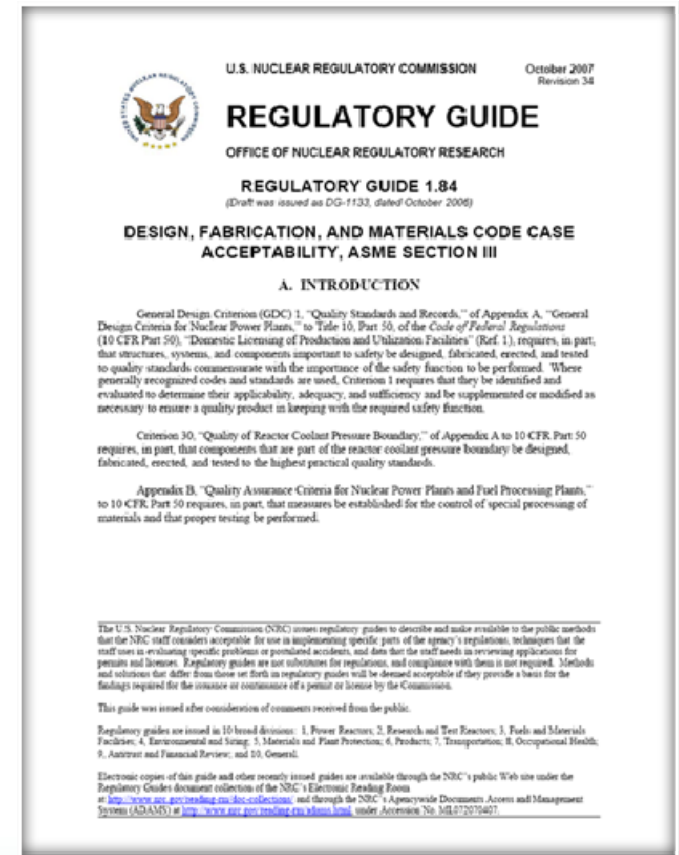 U.S. NUCLEAR REGULATORY COMMISSION
October 2007
Revision 34
REGULATORY GUIDE
OFFICE OF NUCLEAR REGULATORY RESEARCH
REGULATORY GUIDE 1.84
(Draft was issued as DG-1133, dated October 2006)
DESIGN, FABRICATION, AND MATERIALS CODE CASE
ACCEPTABILITY, ASME SECTION III
A. INTRODUCTION
General Design Criterion (GDC) 1, “Quality Standards and Records,” of Appendix A, “General
Design Criteria for Nuclear Power Plants,” to Title 10, Part 50, of the Code of Federal Regulations
(10 CFR Part 50), “Domestic Licensing of Production and Utilization Facilities” (Ref. 1), requires, in part,
that structures, systems, and components important to safety be designed, fabricated, erected, and tested
to quality standards commensurate with the importance of the safety function to be performed. Where
generally recognized codes and standards are used, Criterion 1 requires that they be identified and
evaluated to determine their applicability, adequacy, and sufficiency and be supplemented or modified as
necessary to ensure a quality product in keeping with the required safety function.
Criterion 30, “Quality of Reactor Coolant Pressure Boundary,” of Appendix A to 10 CFR Part 50
requires, in part, that components that are part of the reactor coolant pressure boundary be designed,
fabricated, erected, and tested to the highest practical quality standards.
Appendix B, “Quality Assurance Criteria for Nuclear Power Plants and Fuel Processing Plants,”
to 10 CFR Part 50 requires, in part, that measures be established for the control of special processing of
materials and that proper testing be performed.
The U.S. Nuclear Regulatory Commission (NRC) issues regulatory guides to describe and make available to the public methods
that the NRC staff considers acceptable for use in implementing specific parts of the agency’s regulations, techniques that the
staff uses in evaluating specific problems or postulated accidents, and data that the staff needs in reviewing applications for
permits and licenses. Regulatory guides are not substitutes for regulations, and compliance with them is not required. Methods
and solutions that differ from those set forth in regulatory guides will be deemed acceptable if they provide a basis for the
findings required for the issuance or continuance of a permit or license by the Commission.
This guide was issued after consideration of comments received from the public.
Regulatory guides are issued in 10 broad divisions: 1, Power Reactors; 2, Research and Test Reactors; 3, Fuels and Materials
Facilities; 4, Environmental and Siting; 5, Materials and Plant Protection; 6, Products; 7, Transportation; 8, Occupational Health;
9, Antitrust and Financial Review; and 10, General.
Electronic copies of this guide and other recently issued guides are available through the NRC’s public Web site under the
Regulatory Guides document collection of the NRC’s Electronic Reading Room
at http://www.nrc.gov/reading-rm/doc-collections/ and through the NRC’s Agencywide Documents Access and Management
System (ADAMS) at http://www.nrc.gov/reading-rm/adams.html, under Accession No. ML072070407.